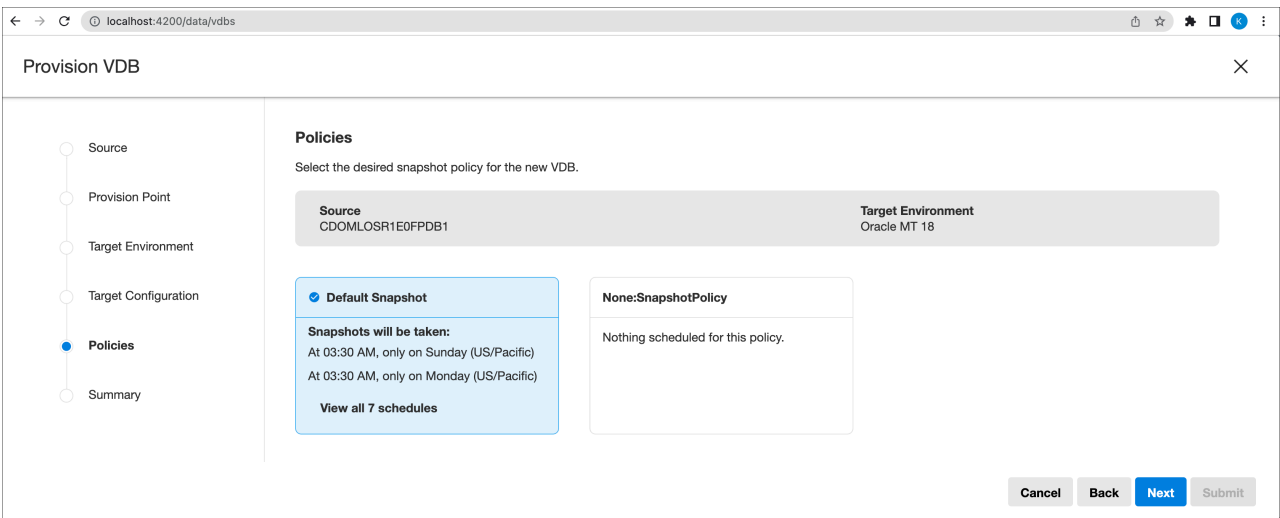 localhost:4200/data/vdbs
K
Provision VDB
Source
Provision Point
Target Environment
Target Configuration
Policies
Summary
Policies
Select the desired snapshot policy for the new VDB.
Source
CDOMLOSR1E0FPDB1
Target Environment
Oracle MT 18
Default Snapshot
Snapshots will be taken:
At 03:30 AM, only on Sunday (US/Pacific)
At 03:30 AM, only on Monday (US/Pacific)
View all 7 schedules
None:SnapshotPolicy
Nothing scheduled for this policy.
Cancel
Back
Next
Submit